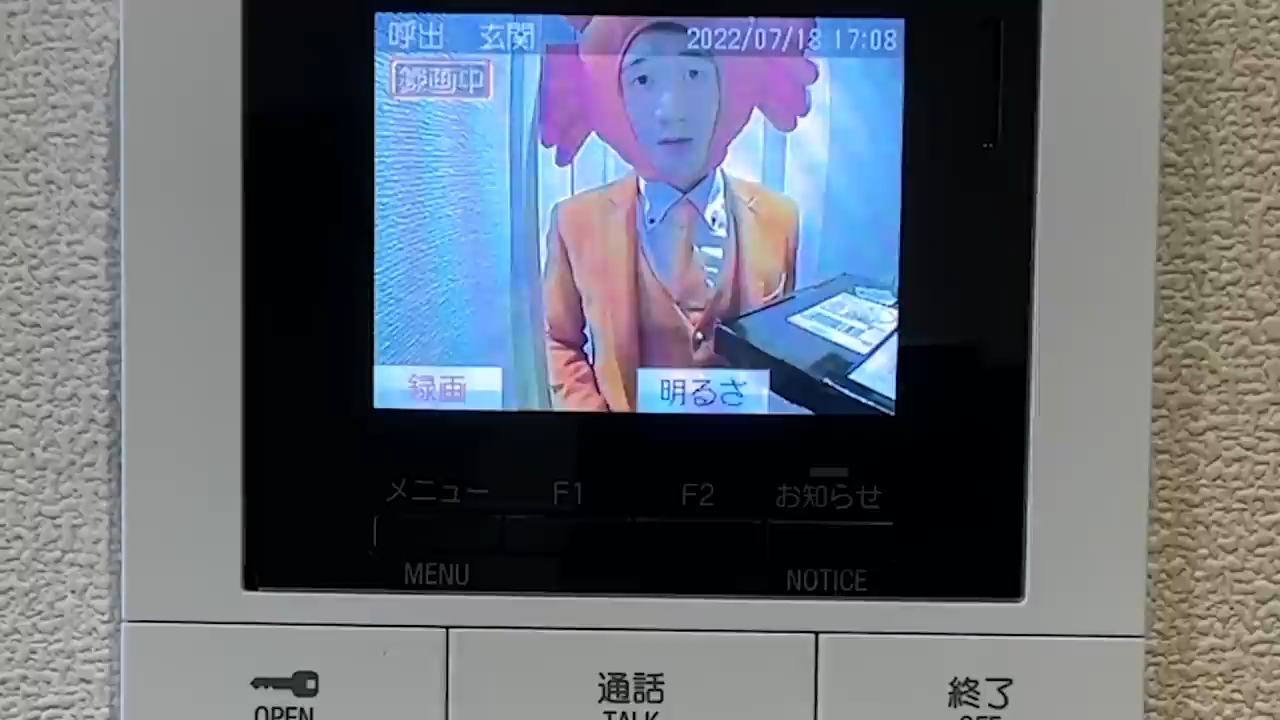 呼出 玄関 2022/07/18 17:08
録画中
録画 明るさ
メニュー F1 F2 お知らせ
MENU NOTICE
通話 終了
OPEN TALK OFF